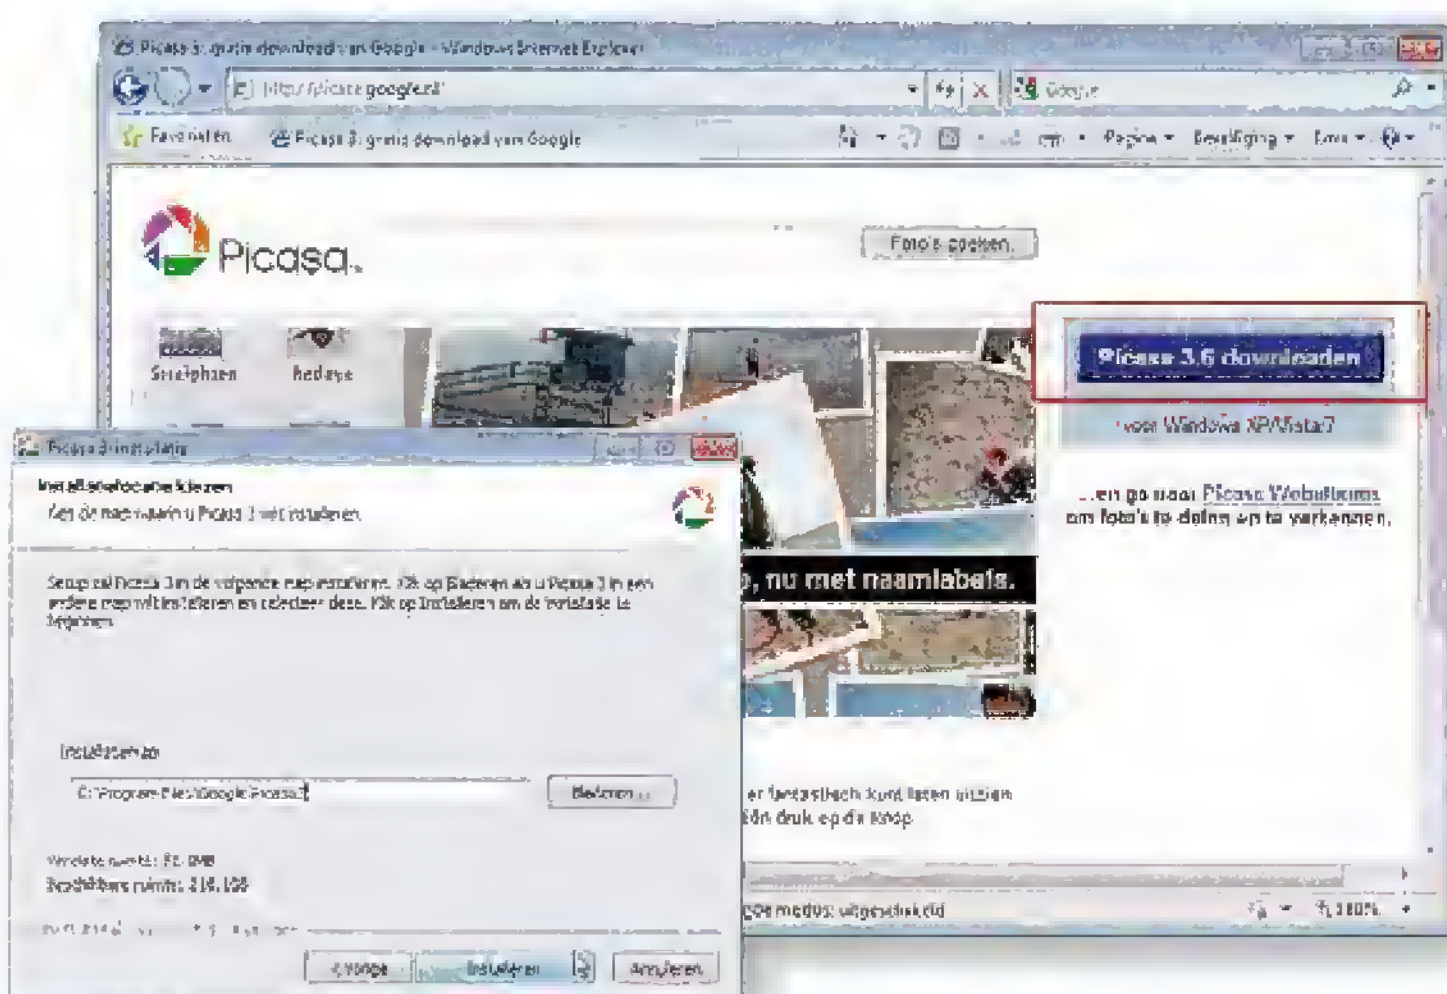 Picasa 3: gratis download van Google - Windows Internet Explorer
http://picasa.google.nl/
Google
Favorieten
Picasa 3: gratis download van Google
Pagina
Beveiliging
Extra
Picasa
Foto's zoeken
Picasa 3.6 downloaden
voor Windows XP/Vista/7
...en ga naar Picasa Webalbums
om foto's te delen en te verkennen.
, nu met naamlabels.
er fantastisch kunt laten uitzien
één druk op de knop
modus: uitgeschakeld
Picasa 3-installatie
Installatielocatie kiezen
Kies de map waarin u Picasa 3 wilt installeren.
Setup zal Picasa 3 in de volgende map installeren. Klik op Bladeren als u Picasa 3 in een
andere map wilt installeren en selecteer deze. Klik op Installeren om de installatie te
beginnen.
Installeren in
C:\Program Files\Google\Picasa3
Bladeren...
Vereiste ruimte:
Beschikbare ruimte:
< Vorige
Installeren
Annuleren